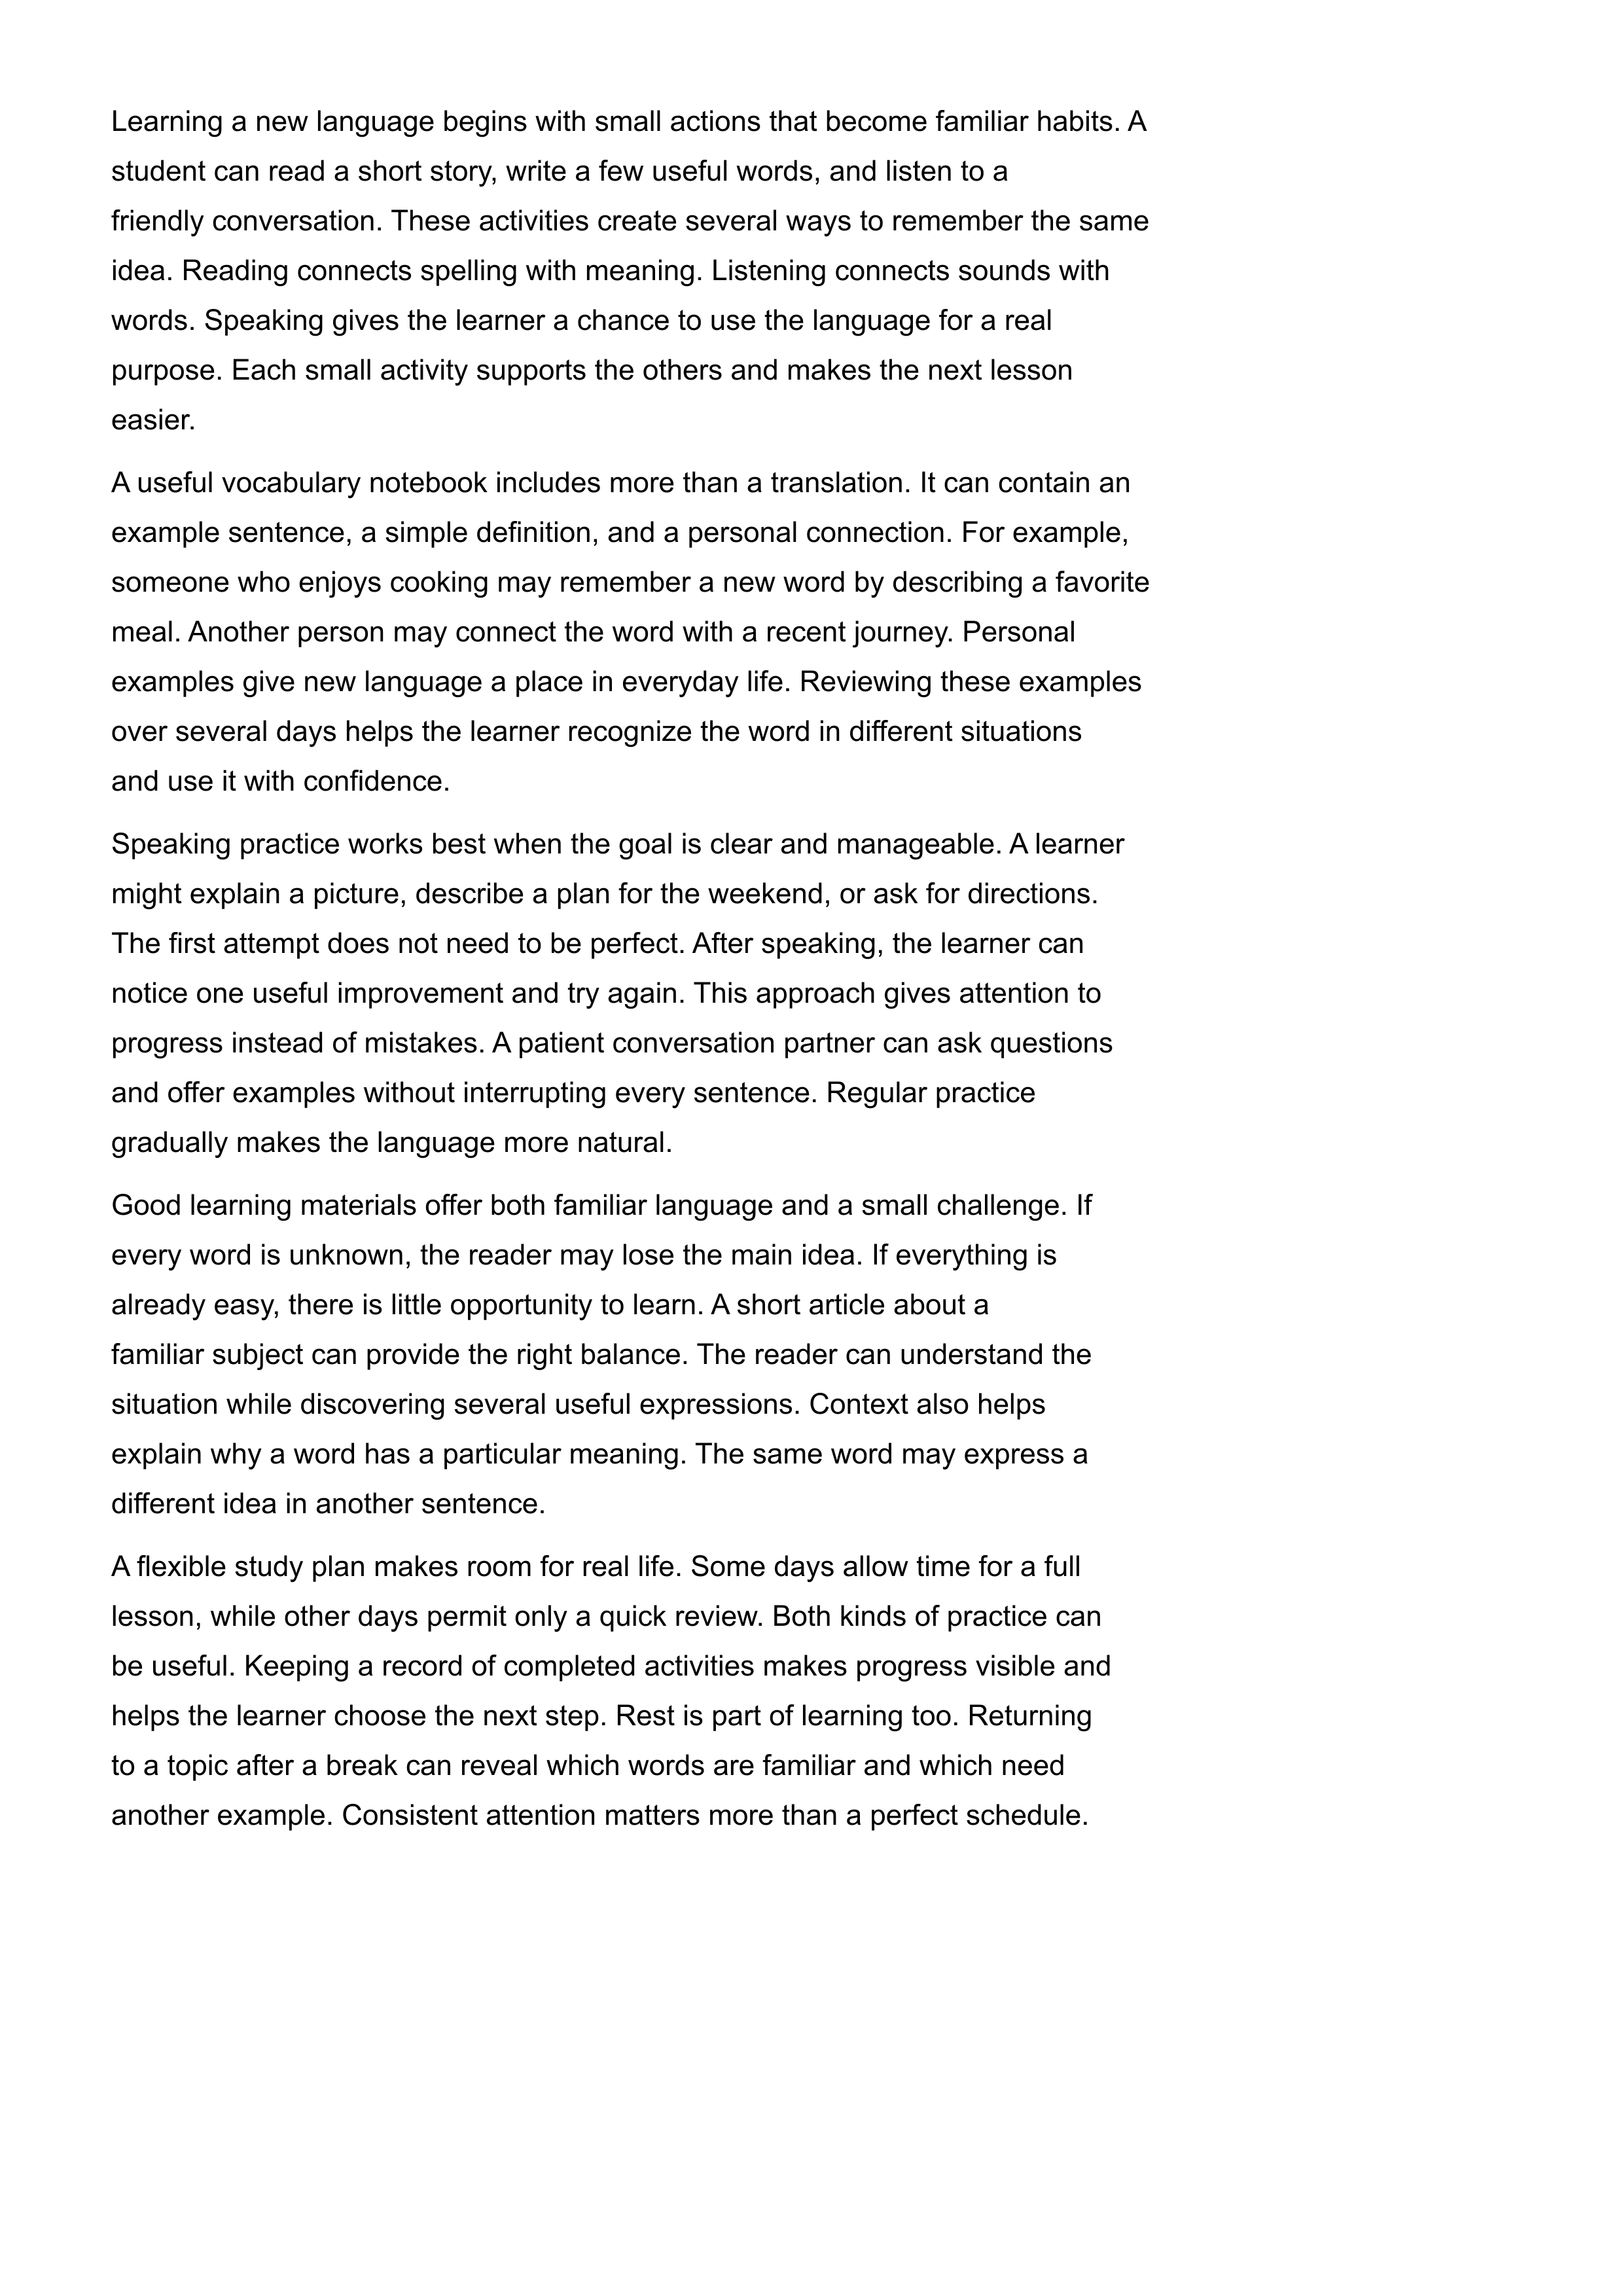 Learning a new language begins with small actions that become familiar habits. A
student can read a short story, write a few useful words, and listen to a
friendly conversation. These activities create several ways to remember the same
idea. Reading connects spelling with meaning. Listening connects sounds with
words. Speaking gives the learner a chance to use the language for a real
purpose. Each small activity supports the others and makes the next lesson
easier.
A useful vocabulary notebook includes more than a translation. It can contain an
example sentence, a simple definition, and a personal connection. For example,
someone who enjoys cooking may remember a new word by describing a favorite
meal. Another person may connect the word with a recent journey. Personal
examples give new language a place in everyday life. Reviewing these examples
over several days helps the learner recognize the word in different situations
and use it with confidence.
Speaking practice works best when the goal is clear and manageable. A learner
might explain a picture, describe a plan for the weekend, or ask for directions.
The first attempt does not need to be perfect. After speaking, the learner can
notice one useful improvement and try again. This approach gives attention to
progress instead of mistakes. A patient conversation partner can ask questions
and offer examples without interrupting every sentence. Regular practice
gradually makes the language more natural.
Good learning materials offer both familiar language and a small challenge. If
every word is unknown, the reader may lose the main idea. If everything is
already easy, there is little opportunity to learn. A short article about a
familiar subject can provide the right balance. The reader can understand the
situation while discovering several useful expressions. Context also helps
explain why a word has a particular meaning. The same word may express a
different idea in another sentence.
A flexible study plan makes room for real life. Some days allow time for a full
lesson, while other days permit only a quick review. Both kinds of practice can
be useful. Keeping a record of completed activities makes progress visible and
helps the learner choose the next step. Rest is part of learning too. Returning
to a topic after a break can reveal which words are familiar and which need
another example. Consistent attention matters more than a perfect schedule.